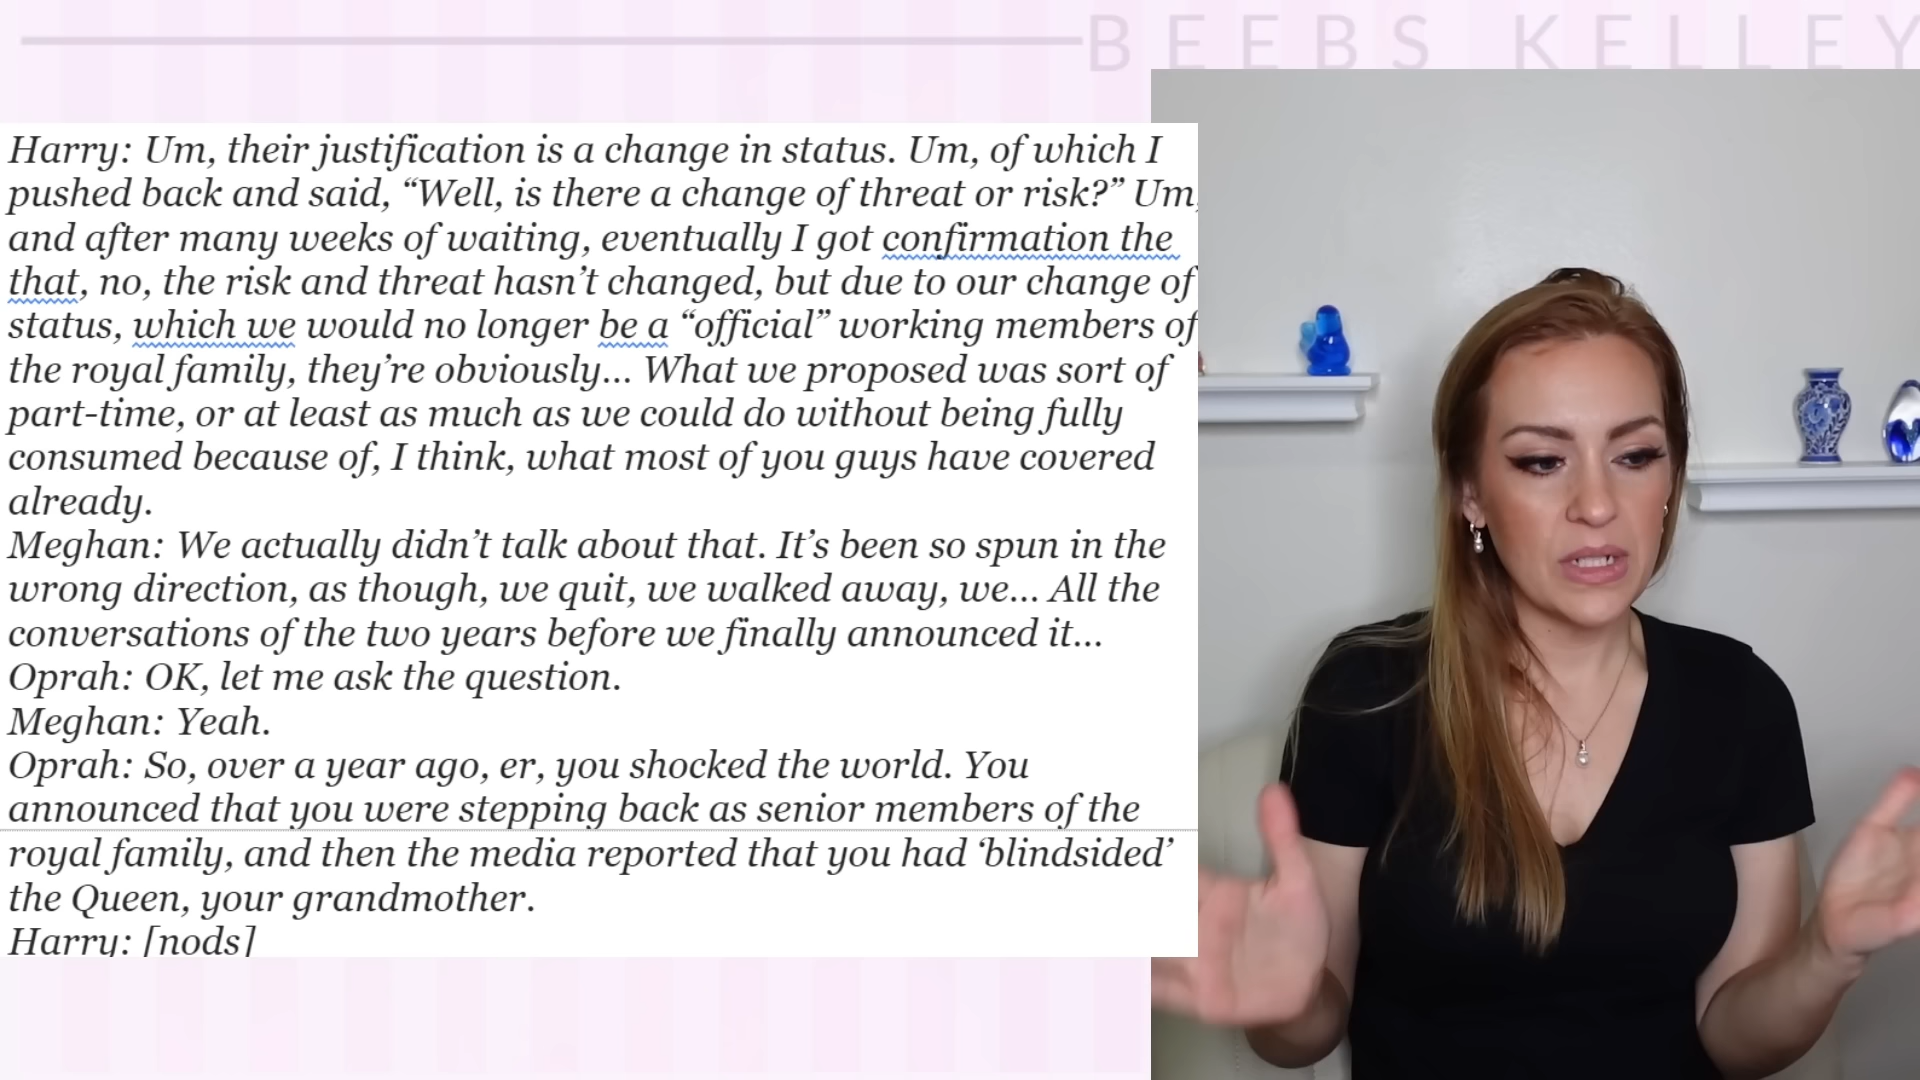 BEEBS KELLEY
Harry: Um, their justification is a change in status. Um, of which I
pushed back and said, “Well, is there a change of threat or risk?” Um,
and after many weeks of waiting, eventually I got confirmation the
that, no, the risk and threat hasn’t changed, but due to our change of
status, which we would no longer be a “official” working members of
the royal family, they’re obviously... What we proposed was sort of
part-time, or at least as much as we could do without being fully
consumed because of, I think, what most of you guys have covered
already.
Meghan: We actually didn’t talk about that. It’s been so spun in the
wrong direction, as though, we quit, we walked away, we... All the
conversations of the two years before we finally announced it...
Oprah: OK, let me ask the question.
Meghan: Yeah.
Oprah: So, over a year ago, er, you shocked the world. You
announced that you were stepping back as senior members of the
royal family, and then the media reported that you had ‘blindsided’
the Queen, your grandmother.
Harry: [nods]